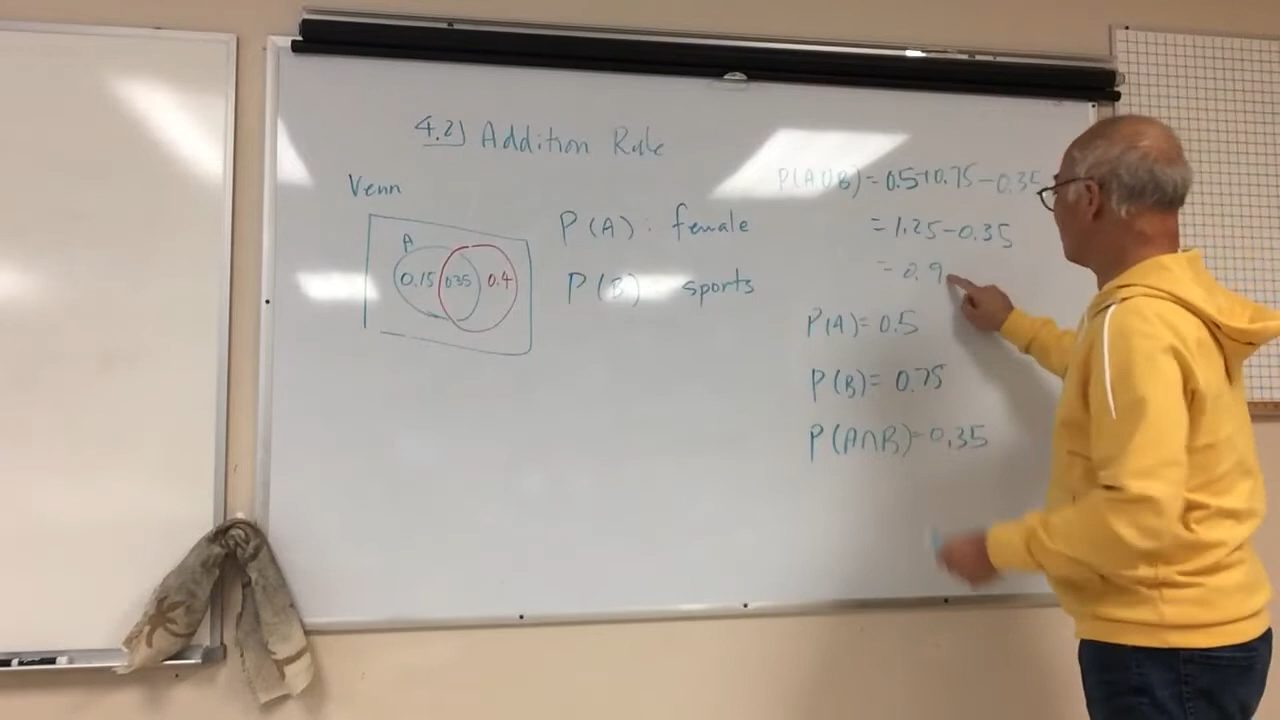 4.2) Addition Rule
Venn
A
0.15 0.35 0.4
P(A): female
P(B) sports
P(A∪B)=0.5+0.75-0.35
=1.25-0.35
=0.9
P(A)=0.5
P(B)=0.75
P(A∩B)=0.35